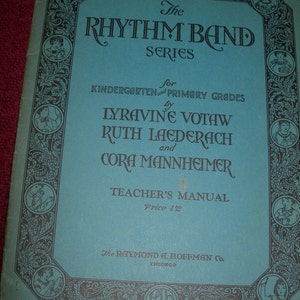 The
RHYTHM BAND
SERIES
for
KINDERGARTEN and PRIMARY GRADES
by
LYRAVINE VOTAW
RUTH LAEDERACH
and
CORA MANNHEIMER
TEACHER'S MANUAL
Price
The RAYMOND A. HOFFMAN Co.
CHICAGO